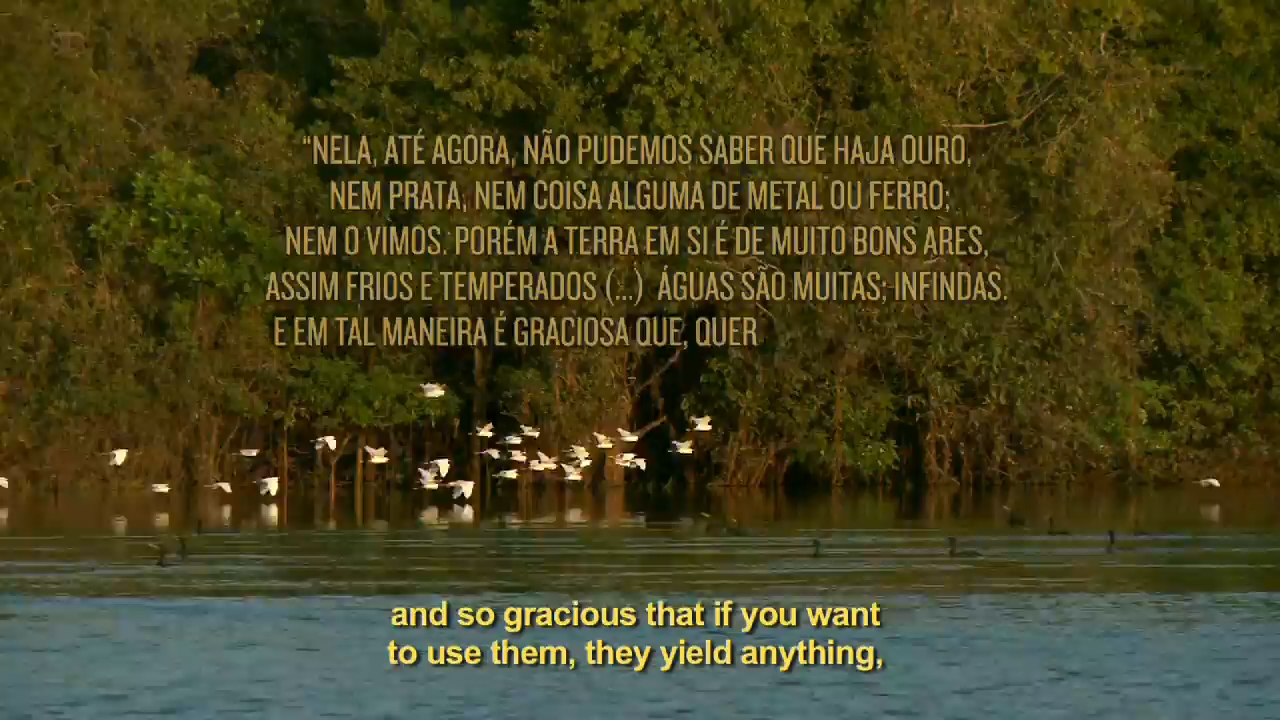 “NELA, ATÉ AGORA, NÃO PUDEMOS SABER QUE HAJA OURO,
NEM PRATA, NEM COISA ALGUMA DE METAL OU FERRO;
NEM O VIMOS. PORÉM A TERRA EM SI É DE MUITO BONS ARES,
ASSIM FRIOS E TEMPERADOS (...) ÁGUAS SÃO MUITAS; INFINDAS.
E EM TAL MANEIRA É GRACIOSA QUE, QUER
and so gracious that if you want
to use them, they yield anything,